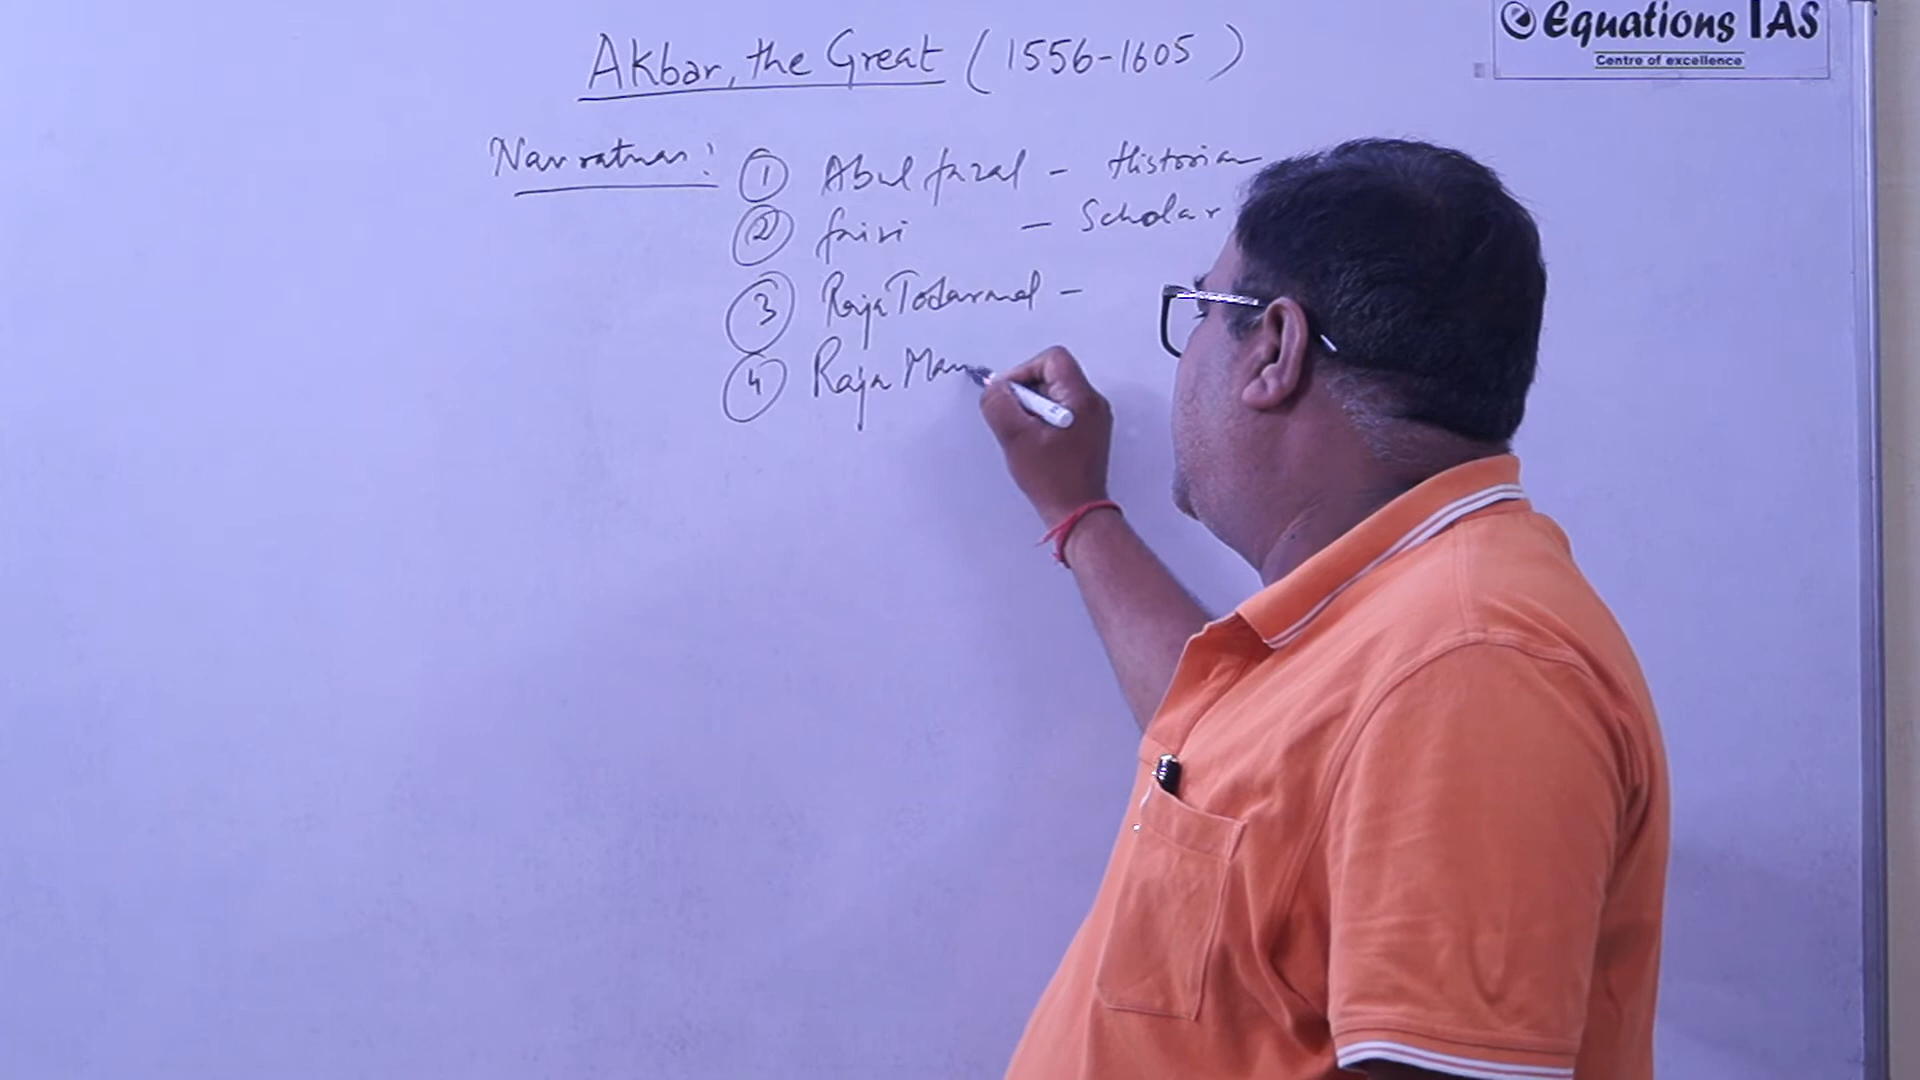 Equations IAS
Centre of excellence
Akbar, the Great (1556-1605)
Navratnas: ① Abul fazal - Historian
② faizi - Scholar
③ Raja Todarmal -
④ Raja Man